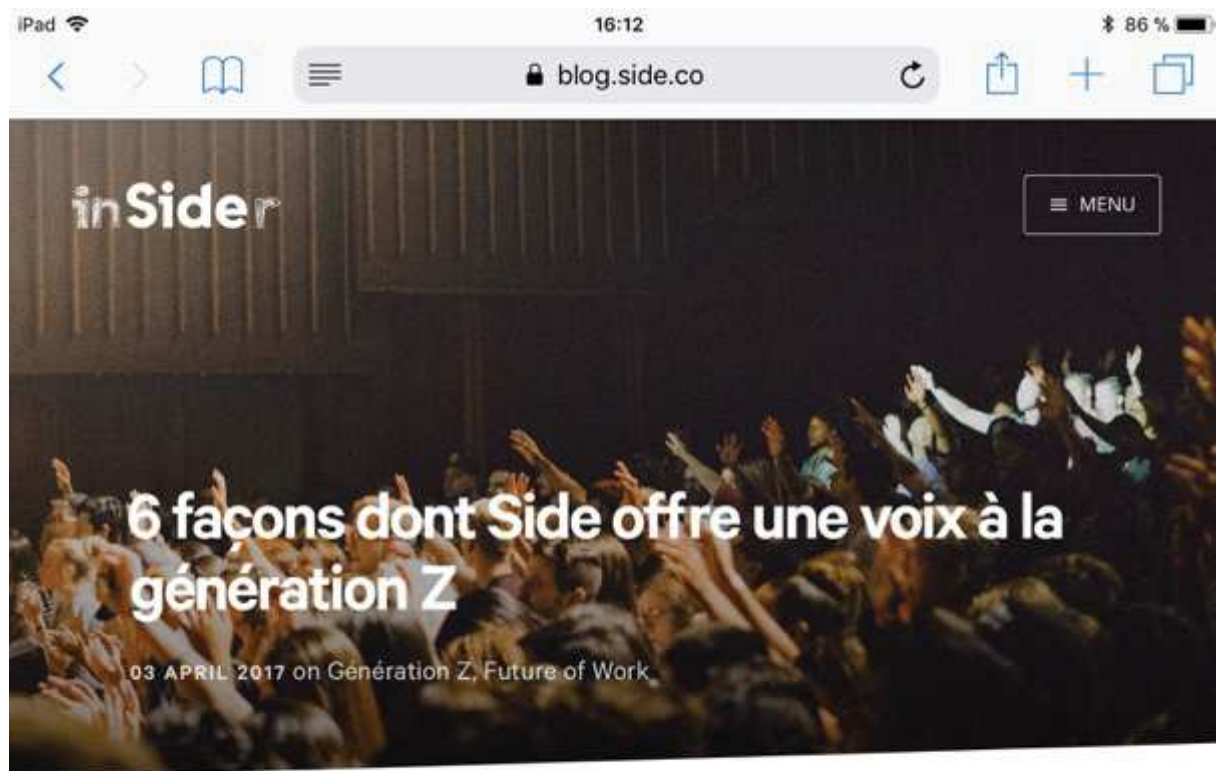 iPad 16:12 86 %
blog.side.co
inSider
MENU
6 façons dont Side offre une voix à la
génération Z
03 APRIL 2017 on Génération Z, Future of Work